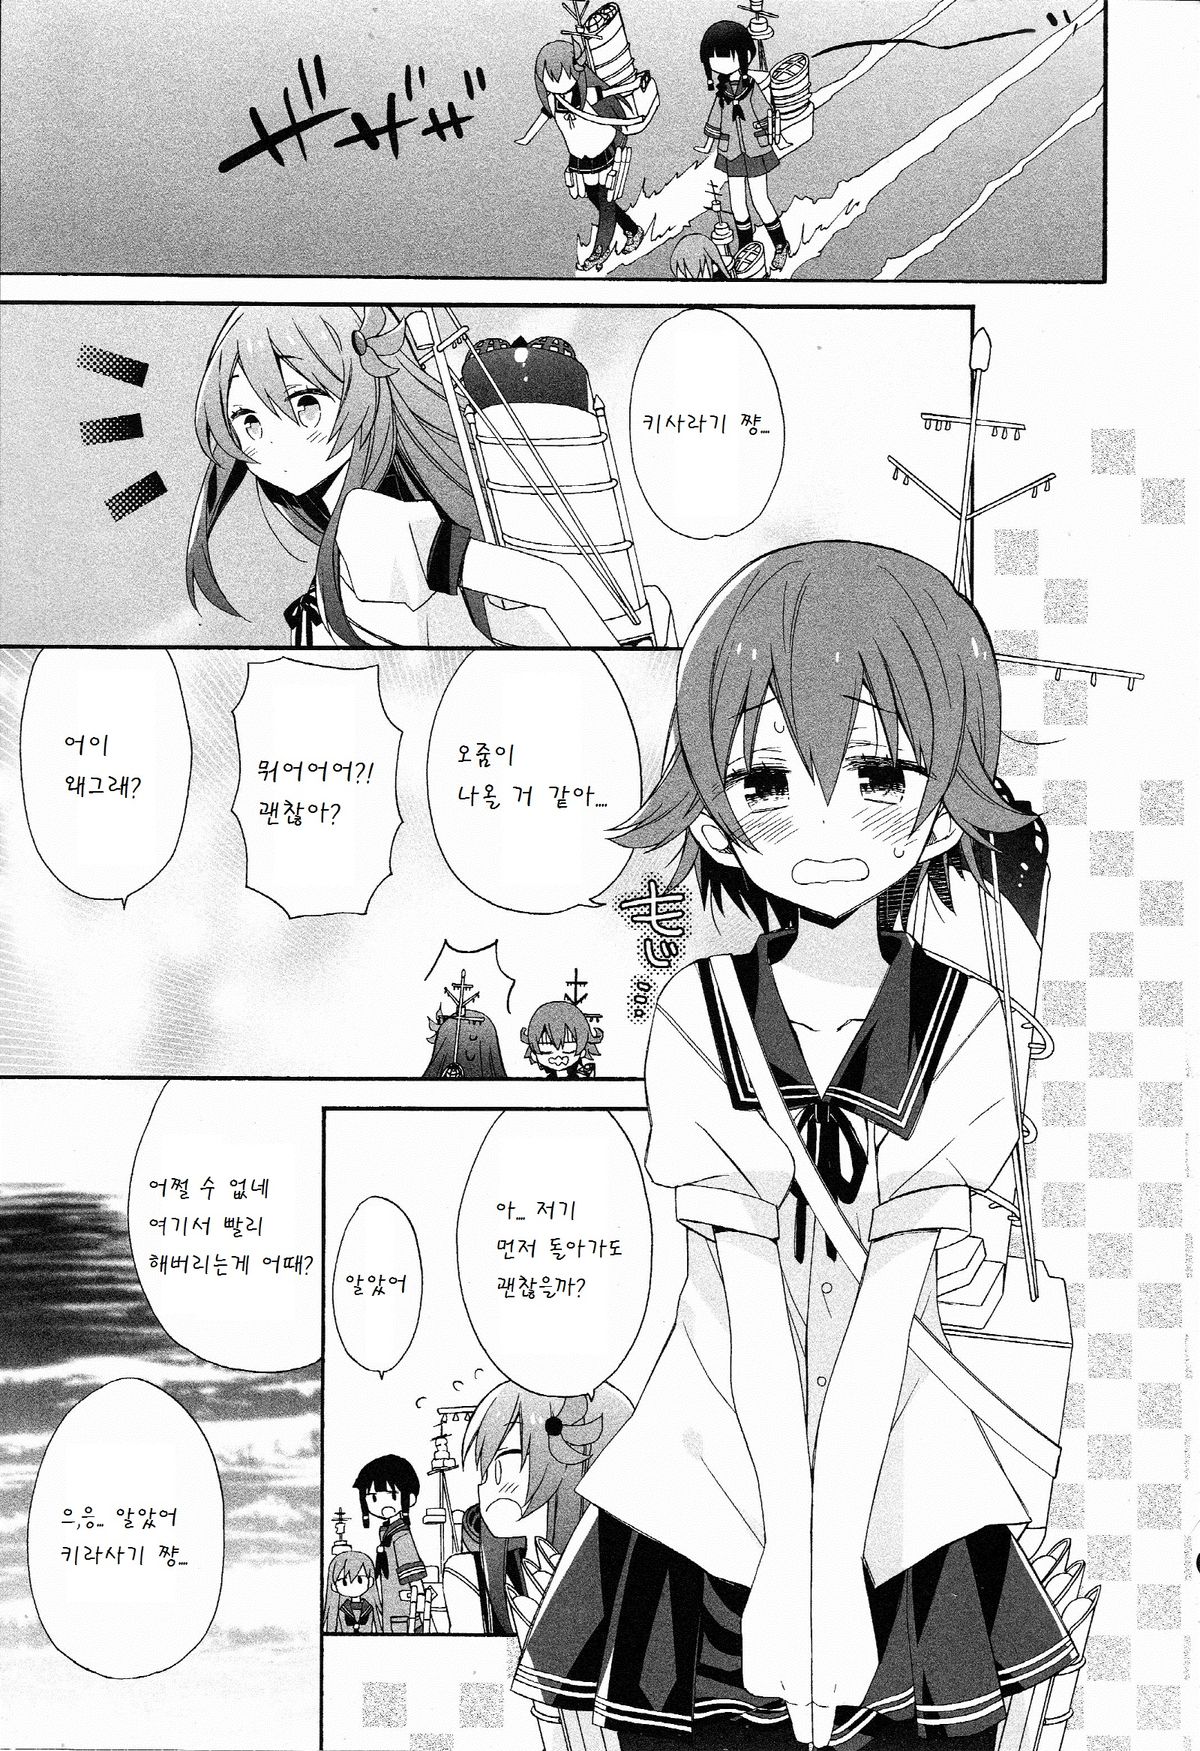 ザザザ
키사라기 쨩....
오줌이
나올 거 같아....
뭐어어어?!
괜찮아?
어이
왜그래?
キュ
아.... 저기
먼저 돌아가도
괜찮을까?
알았어
어쩔 수 없네
여기서 빨리
해버리는게 어때?
으,응... 알았어
키라사기 쨩....